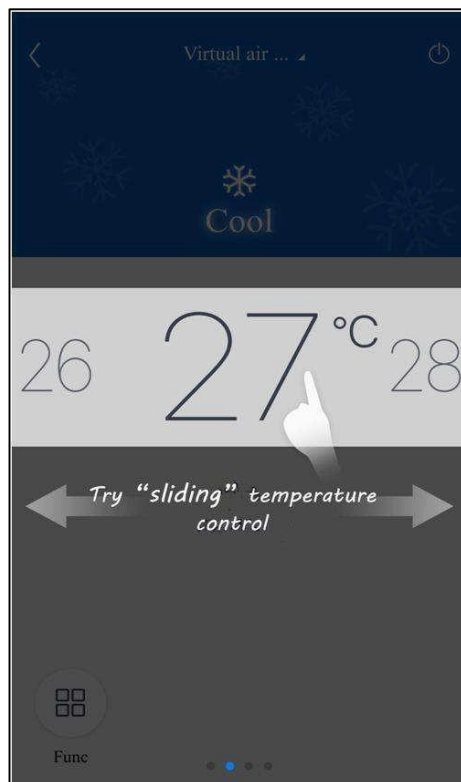 Virtual air ...
Cool
26 27 °C 28
Try “sliding” temperature
control
Func